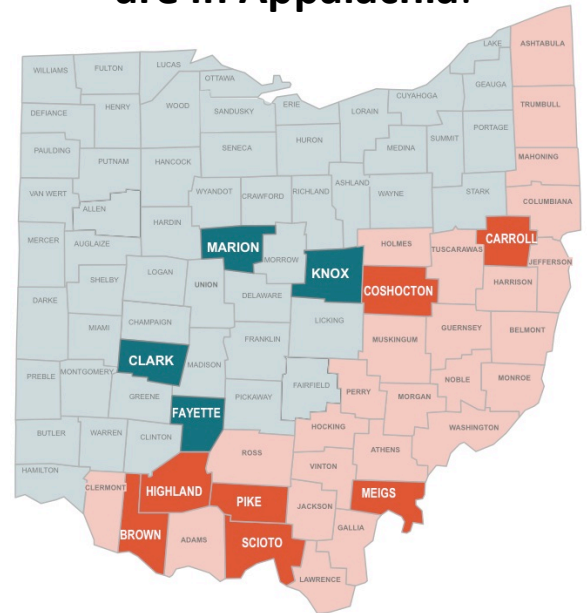 are in Appalachia.
LAKE
ASHTABULA
WILLIAMS
FULTON
LUCAS
OTTAWA
GEAUGA
CUYAHOGA
TRUMBULL
DEFIANCE
HENRY
WOOD
SANDUSKY
ERIE
LORAIN
PORTAGE
SUMMIT
MEDINA
HURON
PAULDING
PUTNAM
HANCOCK
SENECA
MAHONING
VAN WERT
ALLEN
WYANDOT
CRAWFORD
RICHLAND
ASHLAND
WAYNE
STARK
COLUMBIANA
HARDIN
MERCER
AUGLAIZE
MARION
MORROW
KNOX
HOLMES
TUSCARAWAS
CARROLL
JEFFERSON
LOGAN
UNION
SHELBY
DELAWARE
COSHOCTON
HARRISON
DARKE
MIAMI
CHAMPAIGN
LICKING
FRANKLIN
MUSKINGUM
GUERNSEY
BELMONT
CLARK
MADISON
PREBLE
MONTGOMERY
GREENE
FAYETTE
PICKAWAY
FAIRFIELD
PERRY
MORGAN
NOBLE
MONROE
BUTLER
WARREN
CLINTON
HOCKING
WASHINGTON
ROSS
ATHENS
HAMILTON
CLERMONT
HIGHLAND
VINTON
PIKE
MEIGS
JACKSON
BROWN
ADAMS
SCIOTO
GALLIA
LAWRENCE